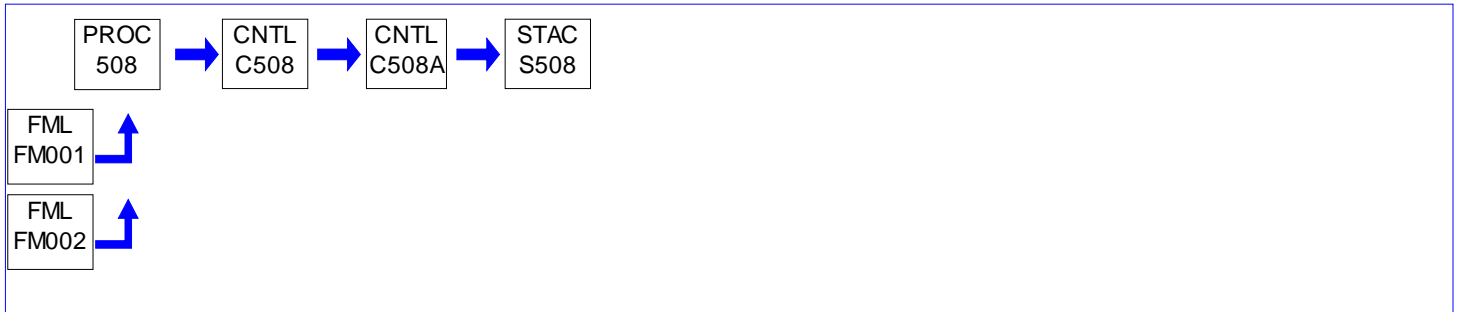 PROC
508
CNTL
C508
CNTL
C508A
STAC
S508
FML
FM001
FML
FM002